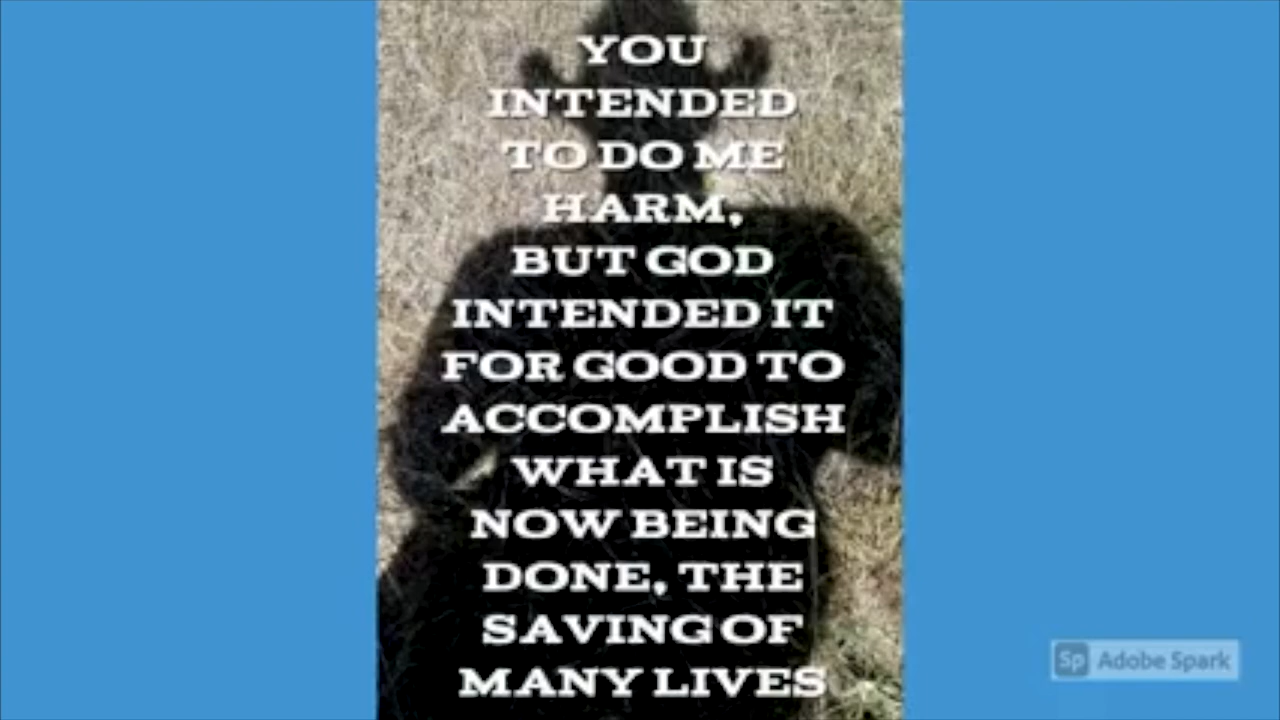 YOU
INTENDED
TO DO ME
HARM,
BUT GOD
INTENDED IT
FOR GOOD TO
ACCOMPLISH
WHAT IS
NOW BEING
DONE, THE
SAVING OF
MANY LIVES
Sp Adobe Spark